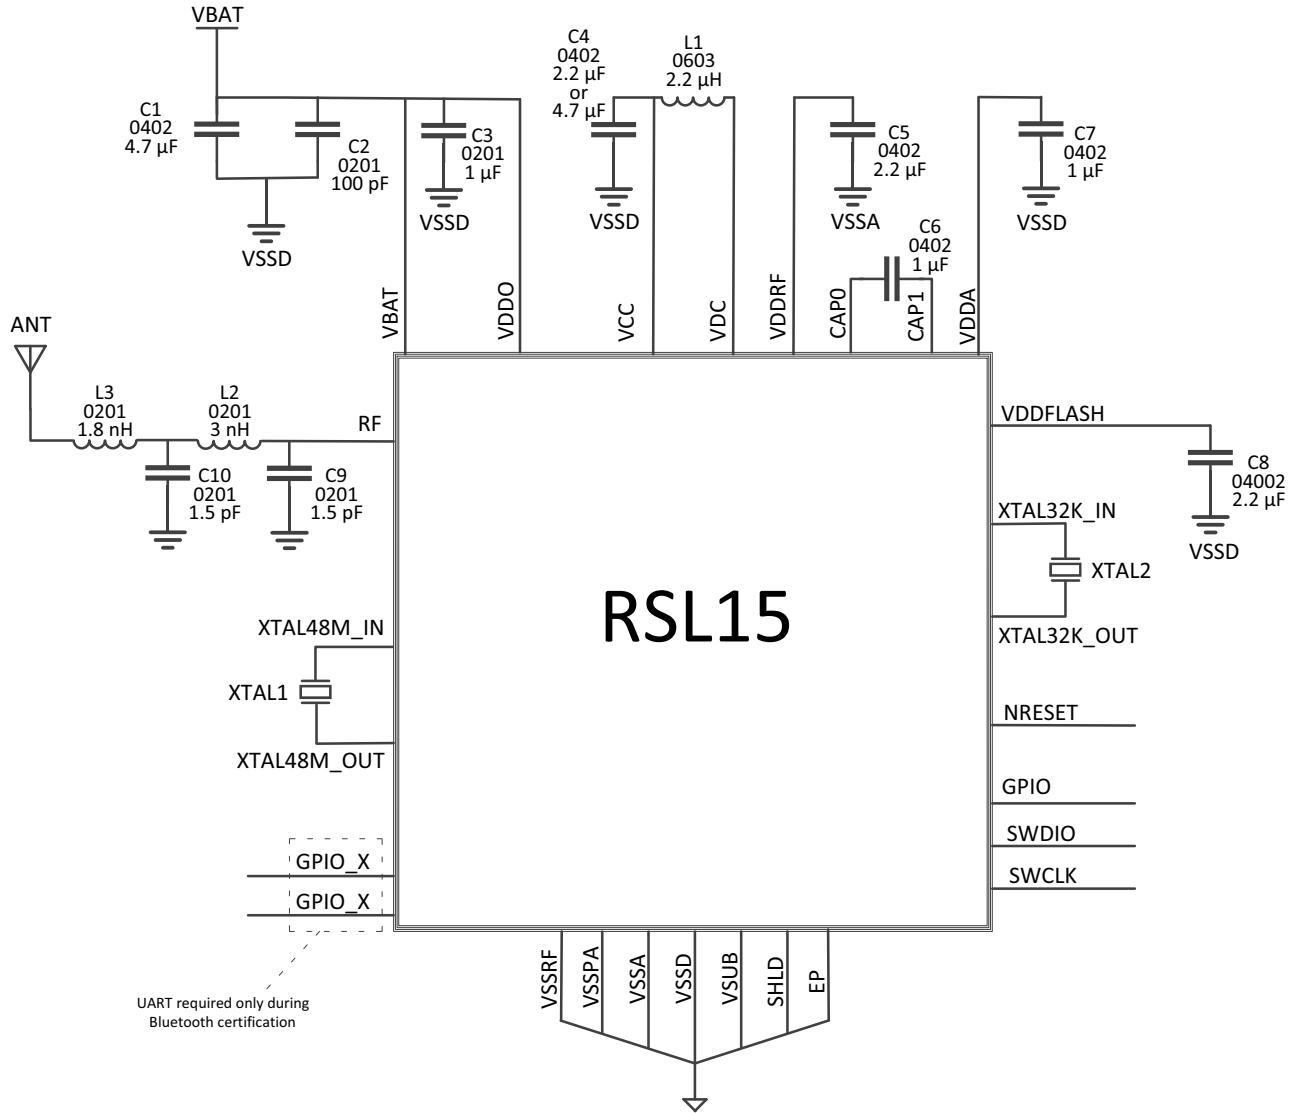 VBAT
C1
0402
4.7 µF
C2
0201
100 pF
VSSD
C3
0201
1 µF
VSSD
C4
0402
2.2 µF
or
4.7 µF
VSSD
L1
0603
2.2 µH
C5
0402
2.2 µF
VSSA
C6
0402
1 µF
C7
0402
1 µF
VSSD
VBAT
VDDO
VCC
VDC
VDDRF
CAP0
CAP1
VDDA
ANT
L3
0201
1.8 nH
L2
0201
3 nH
RF
C10
0201
1.5 pF
C9
0201
1.5 pF
VDDFLASH
C8
04002
2.2 µF
VSSD
XTAL32K_IN
XTAL2
XTAL32K_OUT
RSL15
XTAL48M_IN
XTAL1
XTAL48M_OUT
NRESET
GPIO
SWDIO
SWCLK
GPIO_X
GPIO_X
UART required only during
Bluetooth certification
VSSRF
VSSPA
VSSA
VSSD
VSUB
SHLD
EP